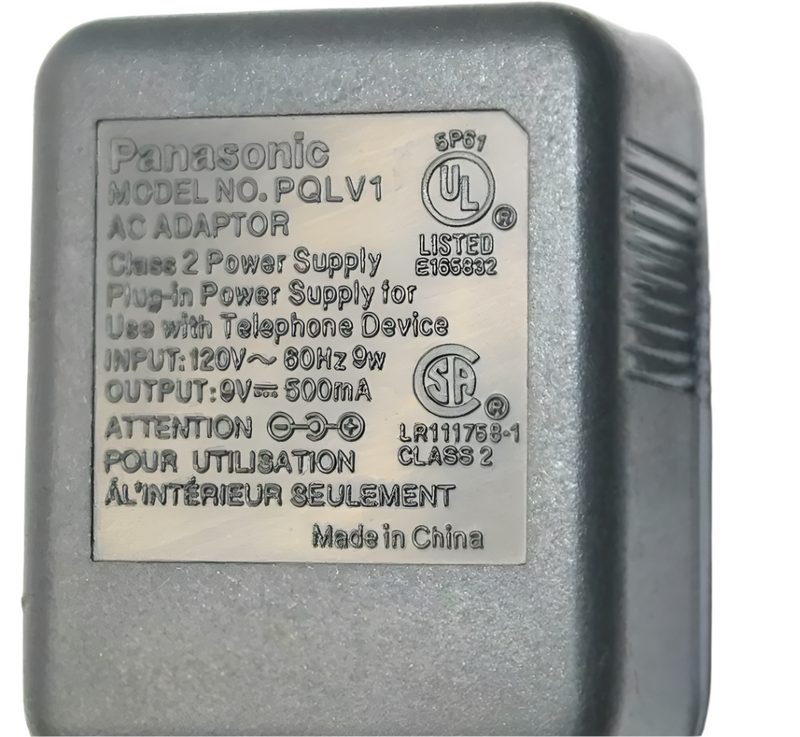 Panasonic
MODEL NO. PQLV1
AC ADAPTOR
Class 2 Power Supply
Plug-in Power Supply for
Use with Telephone Device
INPUT: 120V~ 60Hz 9w
OUTPUT: 9V⎓ 500mA
ATTENTION
POUR UTILISATION
ÁL'INTÉRIEUR SEULEMENT
Made in China
5P61
UL ®
LISTED
E165832
SA ®
LR111758-1
CLASS 2